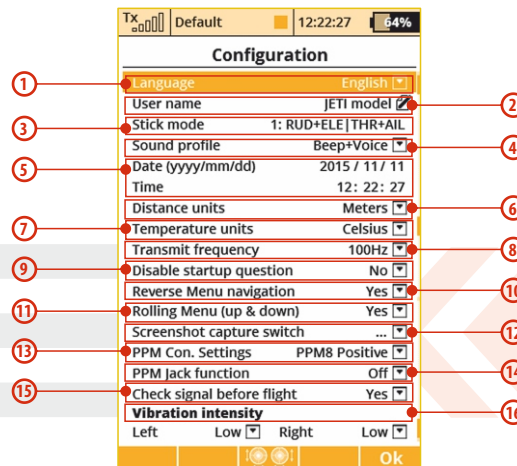 Tx Default 12:22:27 64%
Configuration
1 Language English
User name JETI model 2
3 Stick mode 1: RUD+ELE|THR+AIL
Sound profile Beep+Voice 4
5 Date (yyyy/mm/dd) 2015 / 11/ 11
Time 12: 22: 27
Distance units Meters 6
7 Temperature units Celsius
Transmit frequency 100Hz 8
9 Disable startup question No
Reverse Menu navigation Yes 10
11 Rolling Menu (up & down) Yes
Screenshot capture switch ... 12
13 PPM Con. Settings PPM8 Positive
PPM Jack function Off 14
15 Check signal before flight Yes
Vibration intensity 16
Left Low Right Low
Ok